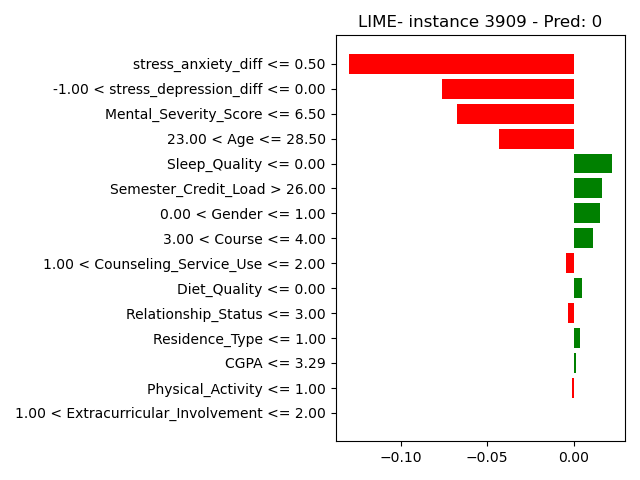 LIME- instance 3909 - Pred: 0
stress_anxiety_diff <= 0.50
-1.00 < stress_depression_diff <= 0.00
Mental_Severity_Score <= 6.50
23.00 < Age <= 28.50
Sleep_Quality <= 0.00
Semester_Credit_Load > 26.00
0.00 < Gender <= 1.00
3.00 < Course <= 4.00
1.00 < Counseling_Service_Use <= 2.00
Diet_Quality <= 0.00
Relationship_Status <= 3.00
Residence_Type <= 1.00
CGPA <= 3.29
Physical_Activity <= 1.00
1.00 < Extracurricular_Involvement <= 2.00
−0.10 −0.05 0.00